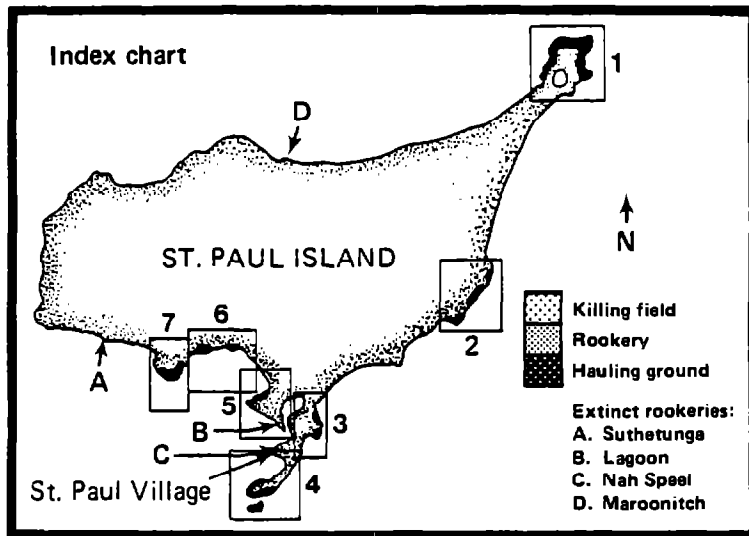 Index chart
1
D
ST. PAUL ISLAND
N
6
7
2
A
5
3
B
C
4
St. Paul Village
Killing field
Rookery
Hauling ground
Extinct rookeries:
A. Suthetunga
B. Lagoon
C. Nah Speel
D. Maroonitch